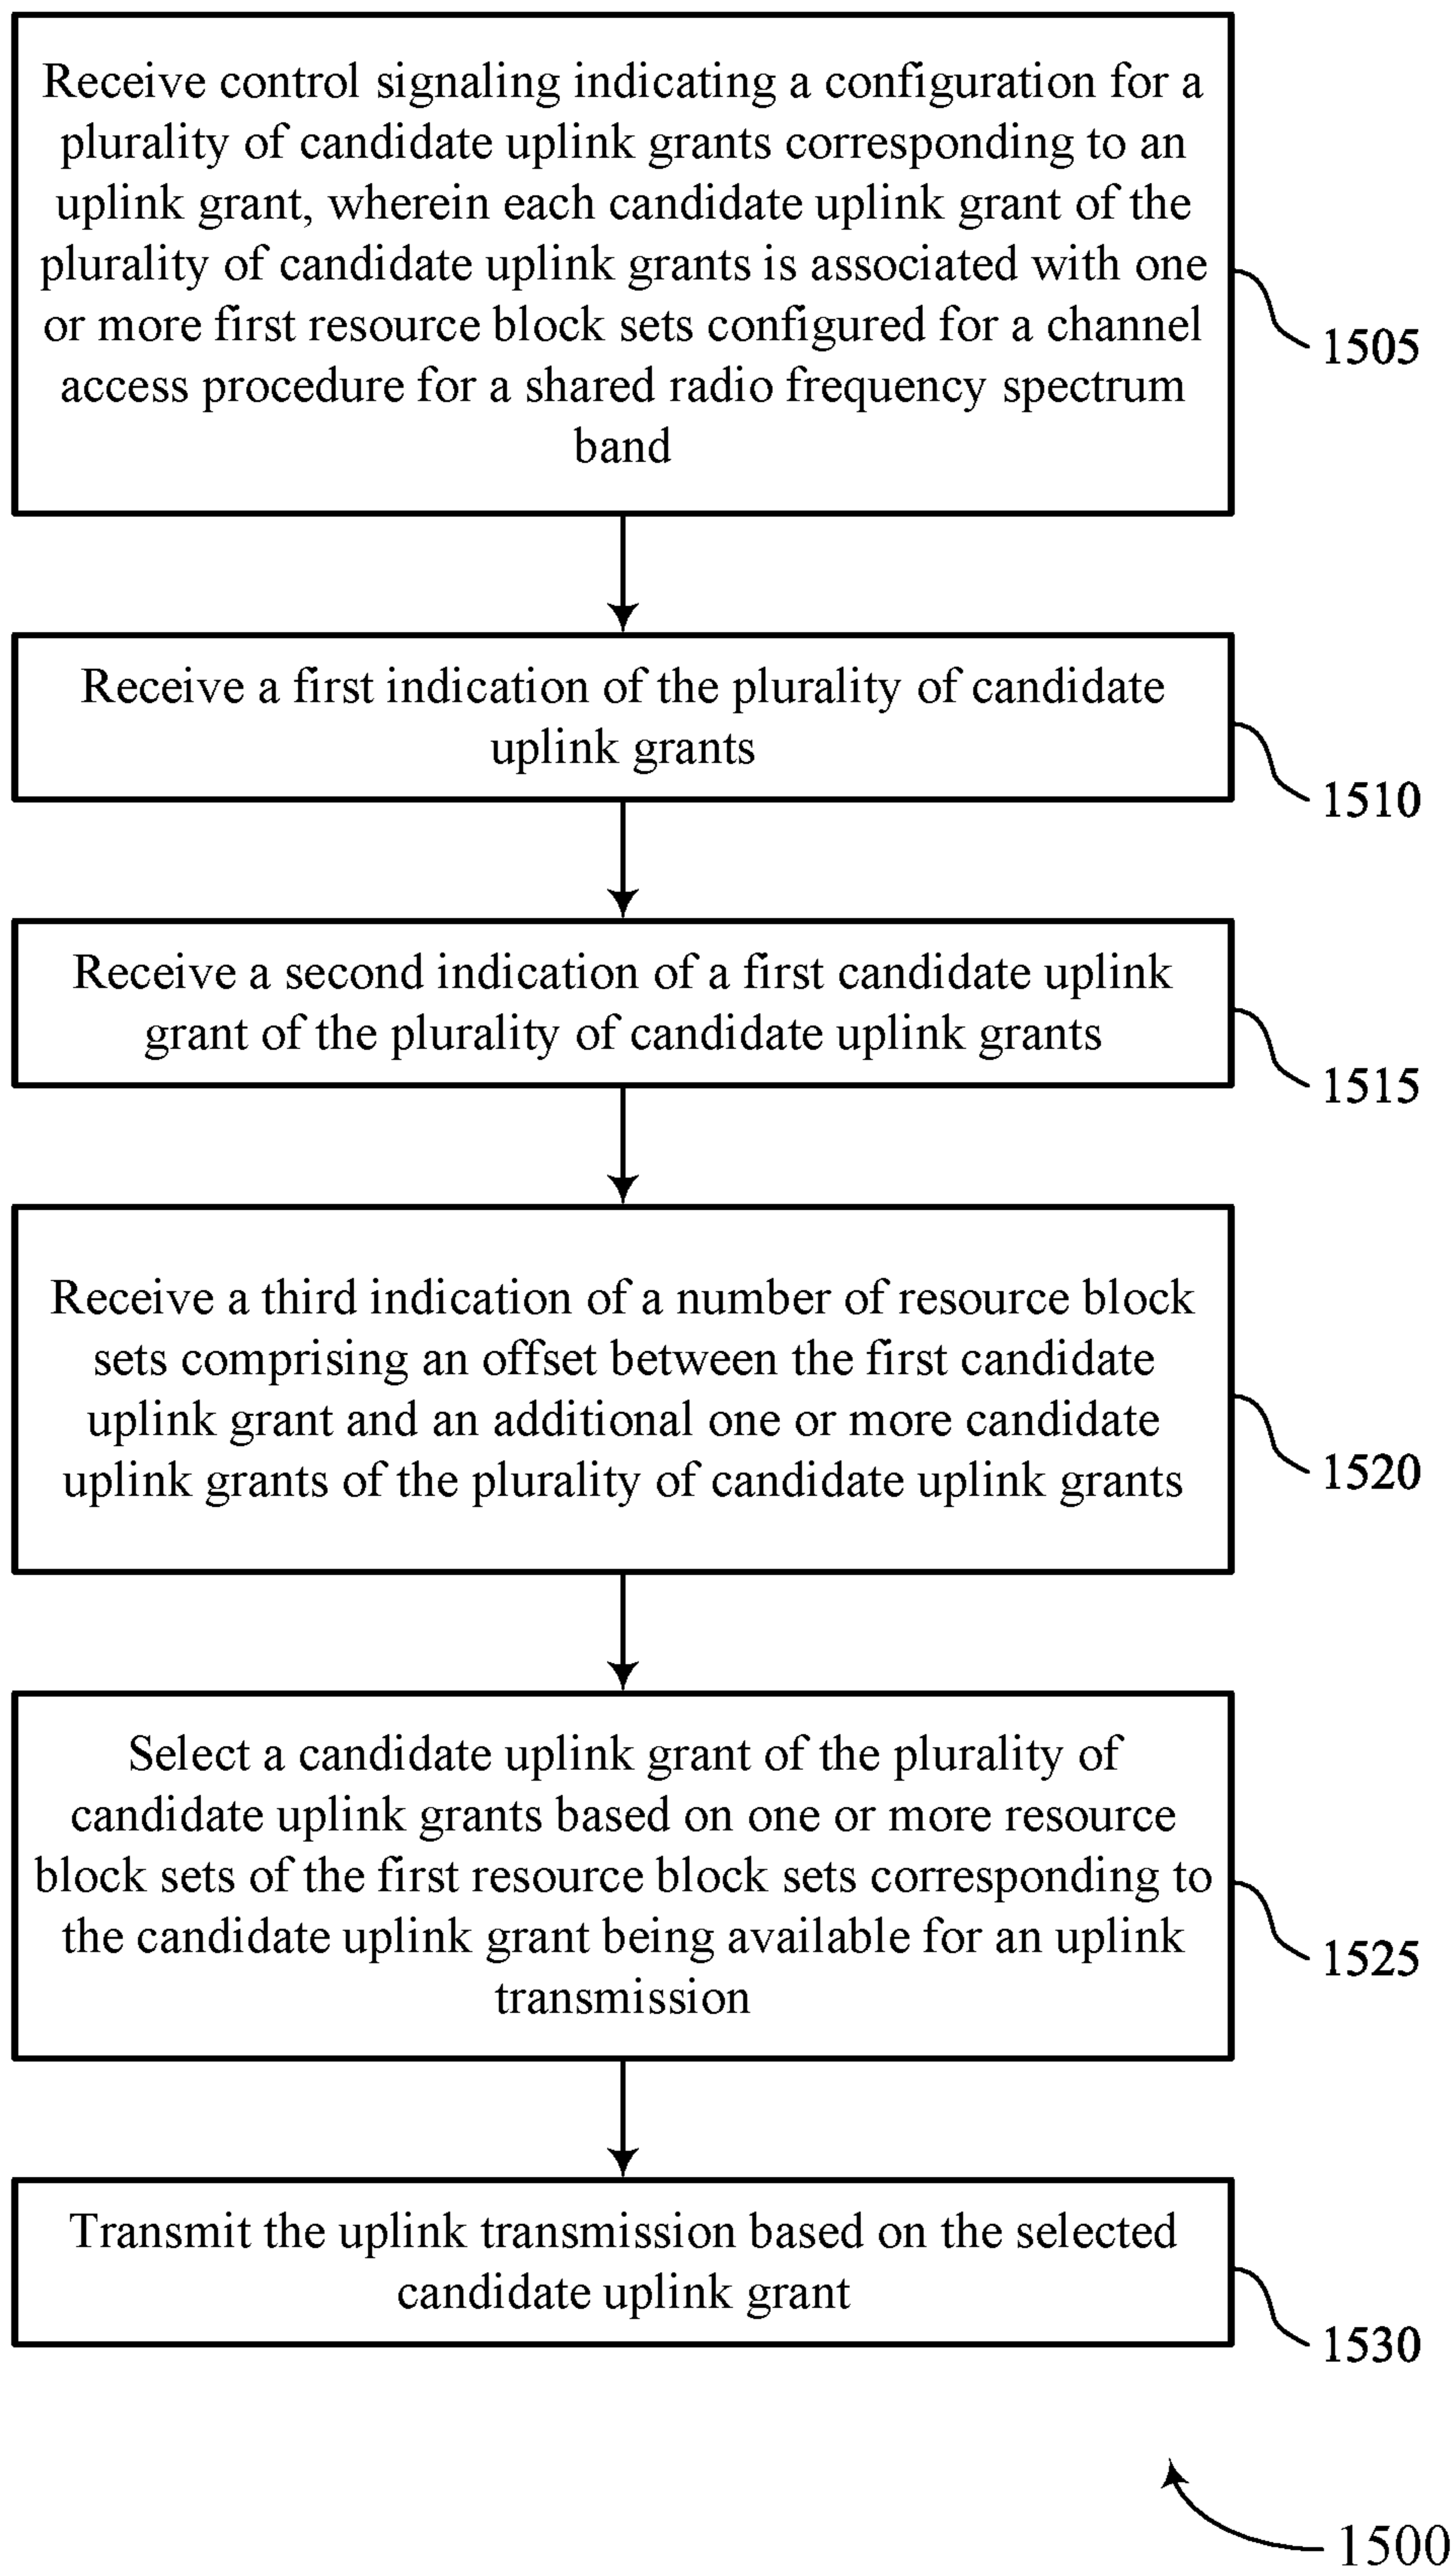 Receive control signaling indicating a configuration for a
plurality of candidate uplink grants corresponding to an
uplink grant, wherein each candidate uplink grant of the
plurality of candidate uplink grants is associated with one
or more first resource block sets configured for a channel
access procedure for a shared radio frequency spectrum
band
1505
Receive a first indication of the plurality of candidate
uplink grants
1510
Receive a second indication of a first candidate uplink
grant of the plurality of candidate uplink grants
1515
Receive a third indication of a number of resource block
sets comprising an offset between the first candidate
uplink grant and an additional one or more candidate
uplink grants of the plurality of candidate uplink grants
1520
Select a candidate uplink grant of the plurality of
candidate uplink grants based on one or more resource
block sets of the first resource block sets corresponding to
the candidate uplink grant being available for an uplink
transmission
1525
Transmit the uplink transmission based on the selected
candidate uplink grant
1530
1500